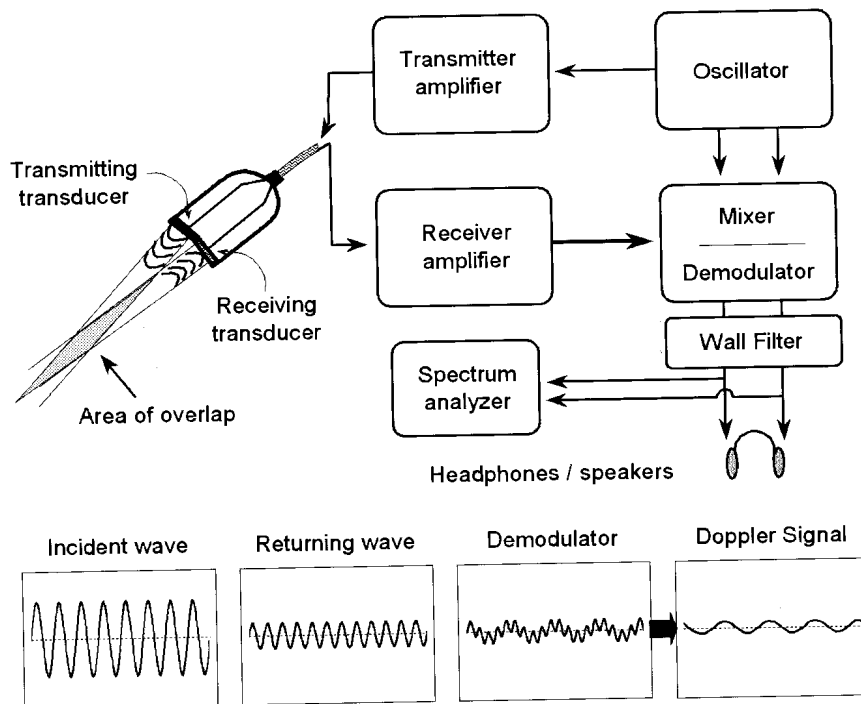 Transmitter
amplifier
Oscillator
Transmitting
transducer
Receiver
amplifier
Mixer
Demodulator
Receiving
transducer
Wall Filter
Spectrum
analyzer
Area of overlap
Headphones / speakers
Incident wave
Returning wave
Demodulator
Doppler Signal